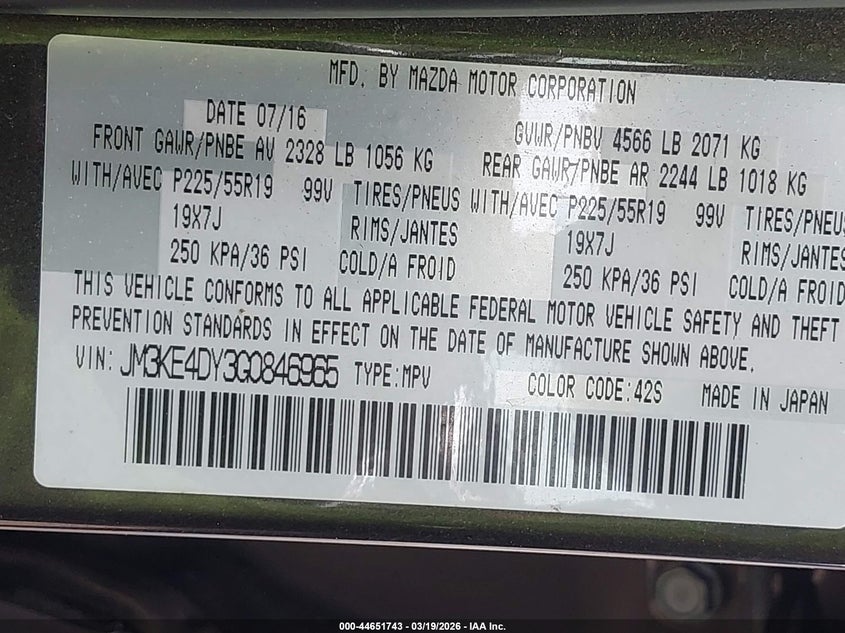 MFD. BY MAZDA MOTOR CORPORATION
DATE 07/16 GVWR/PNBV 4566 LB 2071 KG
FRONT GAWR/PNBE AV 2328 LB 1056 KG REAR GAWR/PNBE AR 2244 LB 1018 KG
WITH/AVEC P225/55R19 99V TIRES/PNEUS WITH/AVEC P225/55R19 99V TIRES/PNEUS
19X7J RIMS/JANTES 19X7J RIMS/JANTES
250 KPA/36 PSI COLD/A FROID 250 KPA/36 PSI COLD/A FROID
THIS VEHICLE CONFORMS TO ALL APPLICABLE FEDERAL MOTOR VEHICLE SAFETY AND THEFT
PREVENTION STANDARDS IN EFFECT ON THE DATE OF MANUFACTURE SHOWN ABOVE.
VIN: JM3KE4DY3G0846965 TYPE:MPV COLOR CODE:42S MADE IN JAPAN
000-44651743 - 03/19/2026 - IAA Inc.